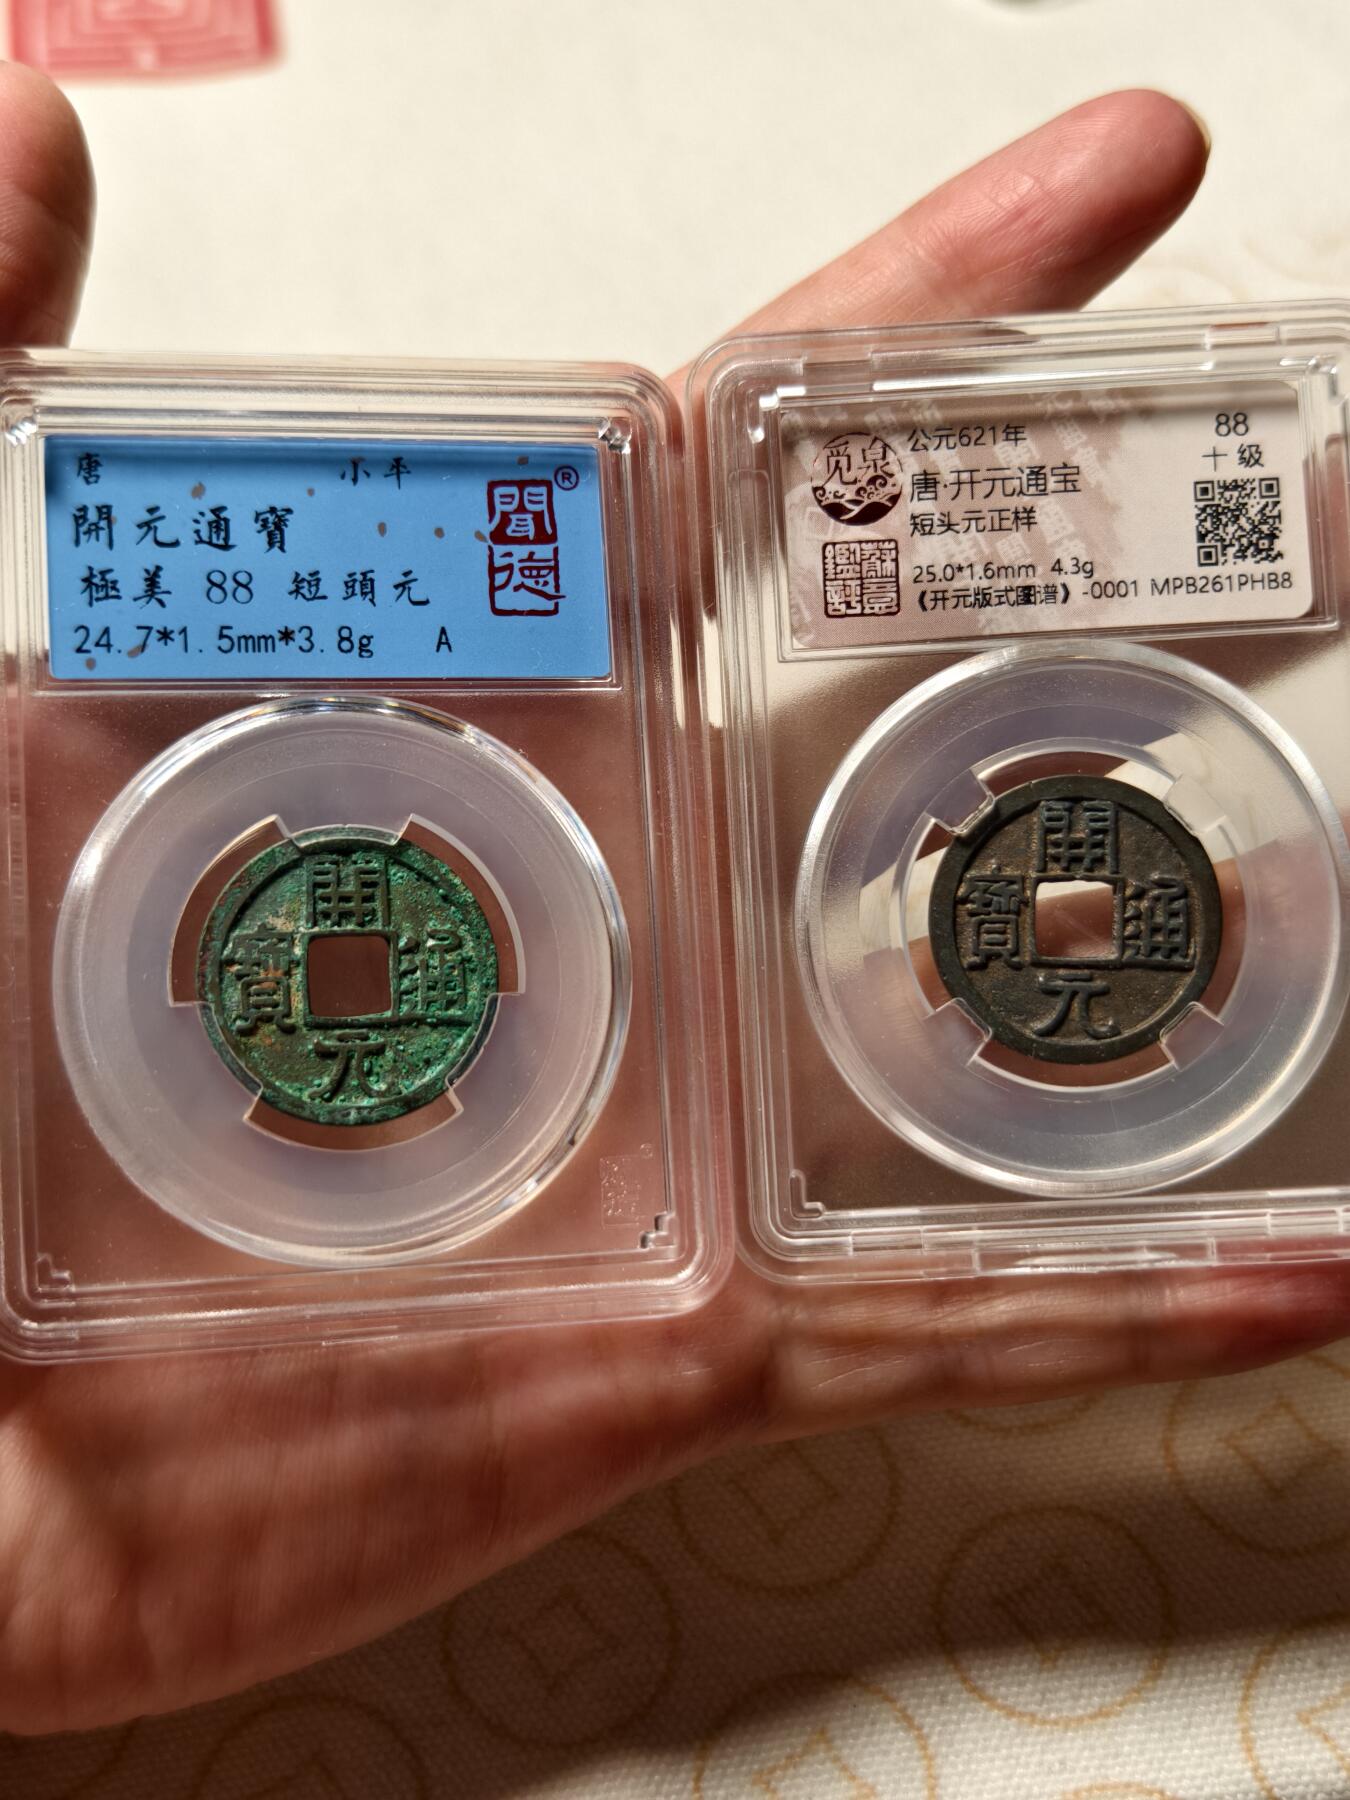 唐 小平
開元通寶
極美 88 短頭元
24.7*1.5mm*3.8g A
聞德
®
開
通
元
寶
觅泉
公元621年
唐·开元通宝
短头元正样
25.0*1.6mm 4.3g
《开元版式图谱》-0001 MPB261PHB8
88
十级
開
通
元
寶